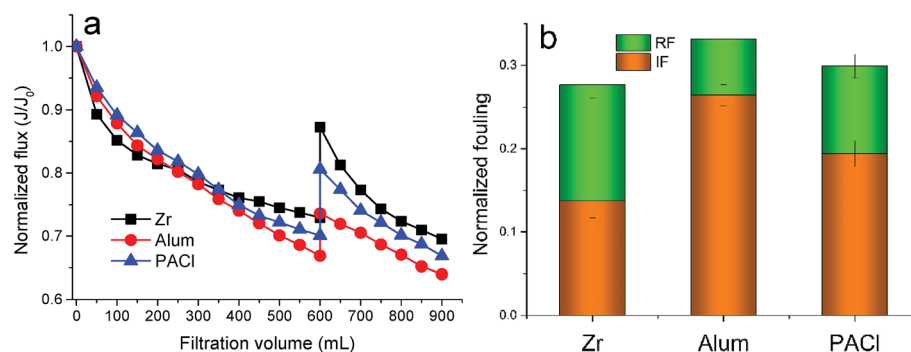 a
Normalized flux (J/J₀)
1.0
0.9
0.8
0.7
0.6
Zr
Alum
PACl
0 100 200 300 400 500 600 700 800 900
Filtration volume (mL)
b
Normalized fouling
0.3
0.2
0.1
0.0
RF
IF
Zr Alum PACl